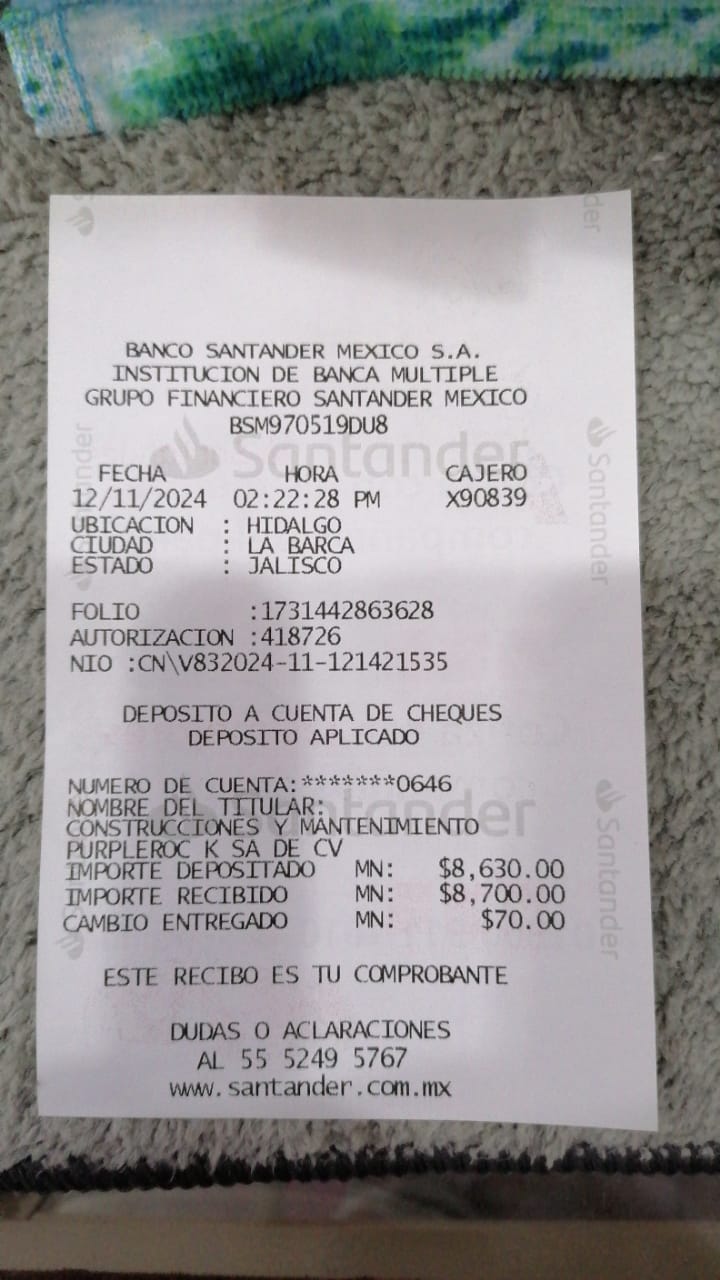 BANCO SANTANDER MEXICO S.A.
INSTITUCION DE BANCA MULTIPLE
GRUPO FINANCIERO SANTANDER MEXICO
BSM970519DU8
Santander
FECHA HORA CAJERO
12/11/2024 02:22:28 PM X90839
UBICACION : HIDALGO
CIUDAD : LA BARCA
ESTADO : JALISCO
FOLIO :1731442863628
AUTORIZACION :418726
NIO :CN\V832024-11-121421535
DEPOSITO A CUENTA DE CHEQUES
DEPOSITO APLICADO
NUMERO DE CUENTA:*******0646
NOMBRE DEL TITULAR:
CONSTRUCCIONES Y MANTENIMIENTO
PURPLEROC K SA DE CV
IMPORTE DEPOSITADO MN: $8,630.00
IMPORTE RECIBIDO MN: $8,700.00
CAMBIO ENTREGADO MN: $70.00
ESTE RECIBO ES TU COMPROBANTE
DUDAS O ACLARACIONES
AL 55 5249 5767
www.santander.com.mx
Santander
Santander
Santander